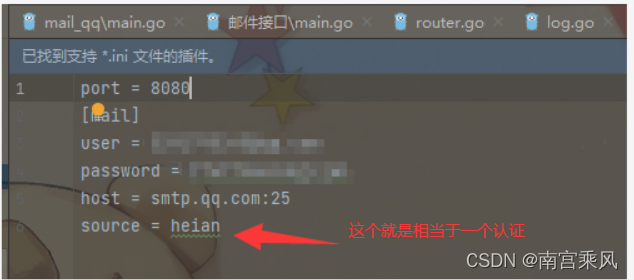 mail_qq\main.go 邮件接口\main.go router.go log.go
已找到支持 *.ini 文件的插件。
1 port = 8080
[mail]
user =
password =
5 host = smtp.qq.com:25
6 source = heian 这个就是相当于一个认证
CSDN @南宫乘风